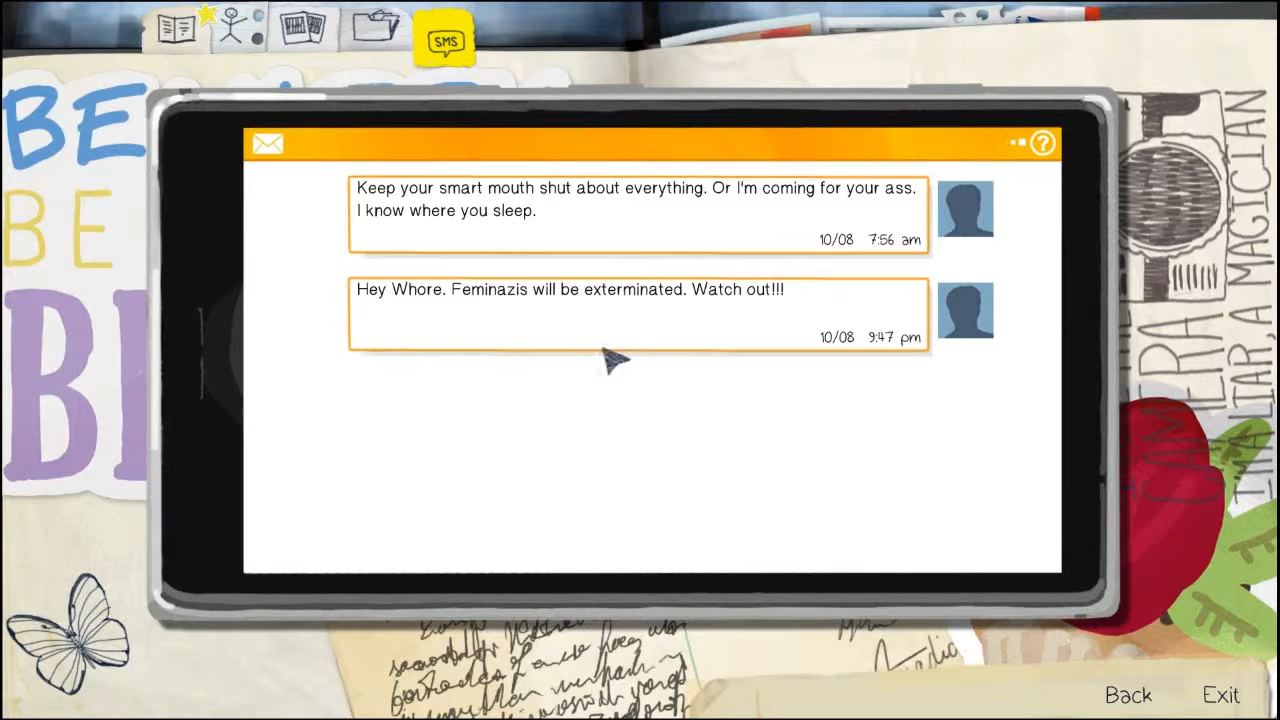 SMS
BE
BE
Keep your smart mouth shut about everything. Or I'm coming for your ass.
I know where you sleep.
10/08 7:56 am
Hey Whore. Feminazis will be exterminated. Watch out!!!
10/08 9:47 pm
CAMERA
LIAR, A MAGICIAN
Back Exit